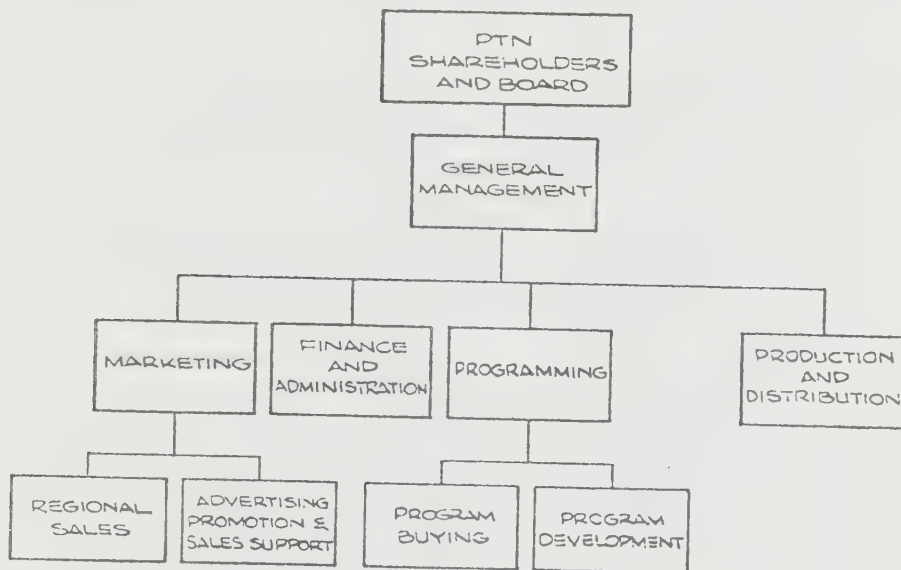 PTN
SHAREHOLDERS
AND BOARD
GENERAL
MANAGEMENT
MARKETING
FINANCE
AND
ADMINISTRATION
PROGRAMMING
PRODUCTION
AND
DISTRIBUTION
REGIONAL
SALES
ADVERTISING
PROMOTION &
SALES SUPPORT
PROGRAM
BUYING
PROGRAM
DEVELOPMENT